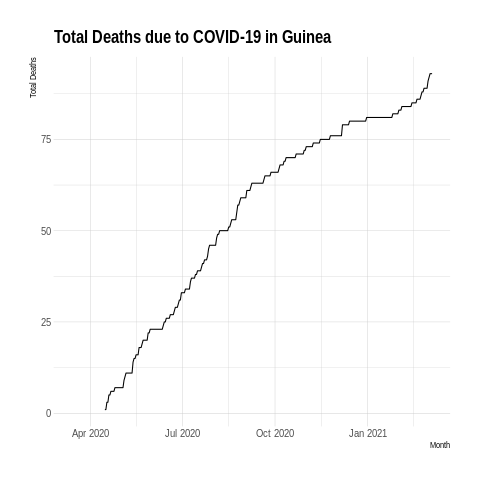 Total Deaths due to COVID-19 in Guinea
Total Deaths
75
50
25
0
Apr 2020 Jul 2020 Oct 2020 Jan 2021
Month